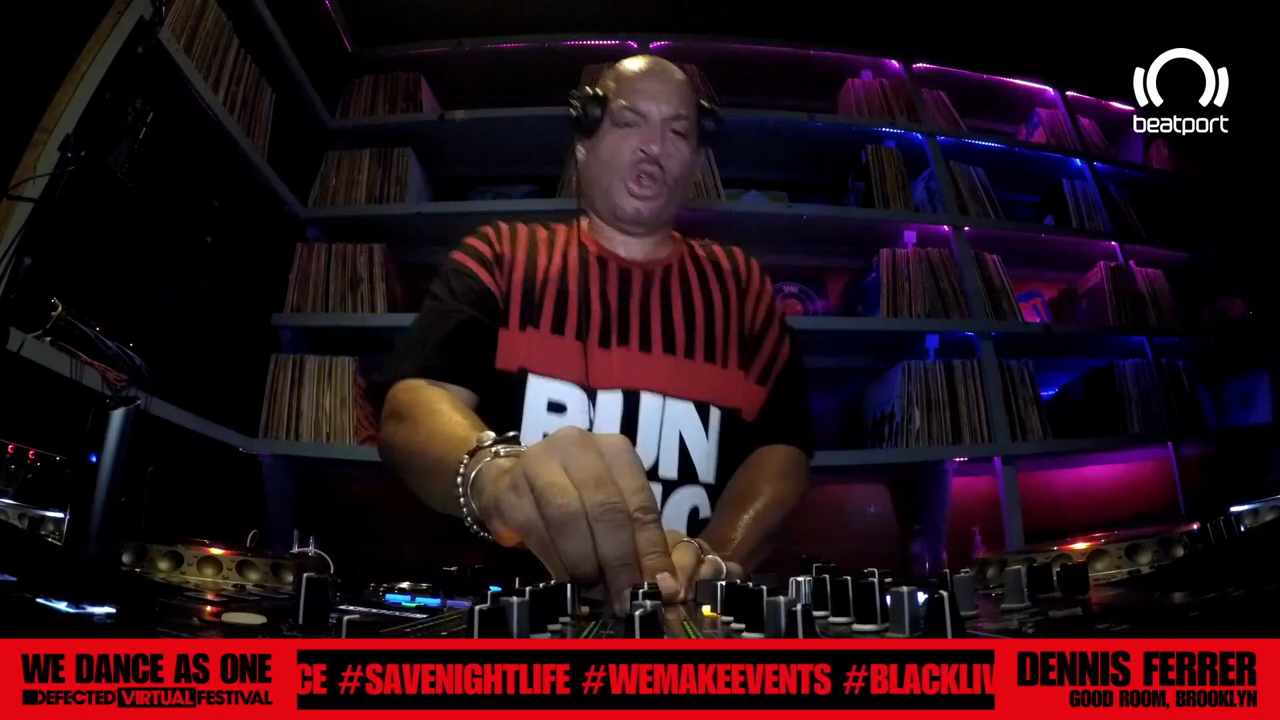 beatport
RUN
WE DANCE AS ONE
DEFECTED VIRTUAL FESTIVAL
CE #SAVENIGHTLIFE #WEMAKEEVENTS #BLACKLIV
DENNIS FERRER
GOOD ROOM, BROOKLYN